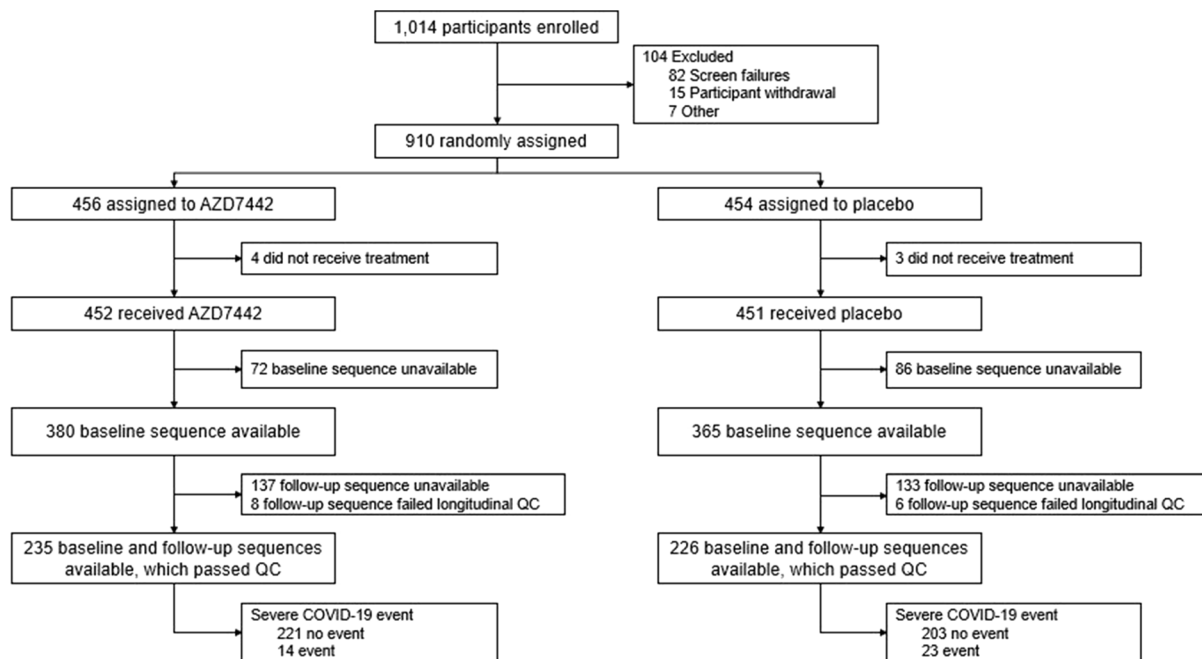 1,014 participants enrolled
104 Excluded
82 Screen failures
15 Participant withdrawal
7 Other
910 randomly assigned
456 assigned to AZD7442
454 assigned to placebo
4 did not receive treatment
3 did not receive treatment
452 received AZD7442
451 received placebo
72 baseline sequence unavailable
86 baseline sequence unavailable
380 baseline sequence available
365 baseline sequence available
137 follow-up sequence unavailable
8 follow-up sequence failed longitudinal QC
133 follow-up sequence unavailable
6 follow-up sequence failed longitudinal QC
235 baseline and follow-up sequences
available, which passed QC
226 baseline and follow-up sequences
available, which passed QC
Severe COVID-19 event
221 no event
14 event
Severe COVID-19 event
203 no event
23 event